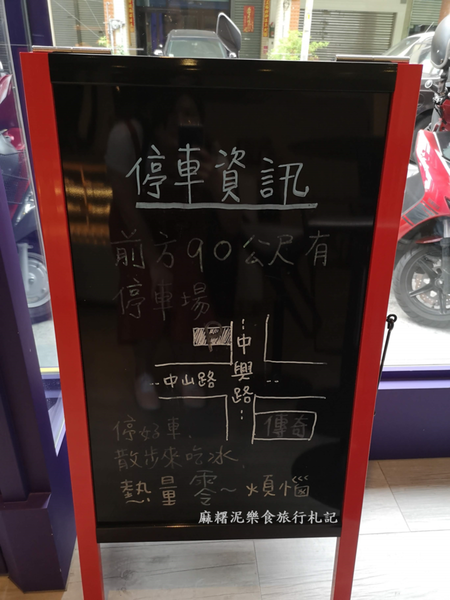 停車資訊
前方90公尺有
停車場
中興路
中山路
傳奇
停好車,
散步來吃冰,
熱量零~煩惱
麻糬泥樂食旅行札記